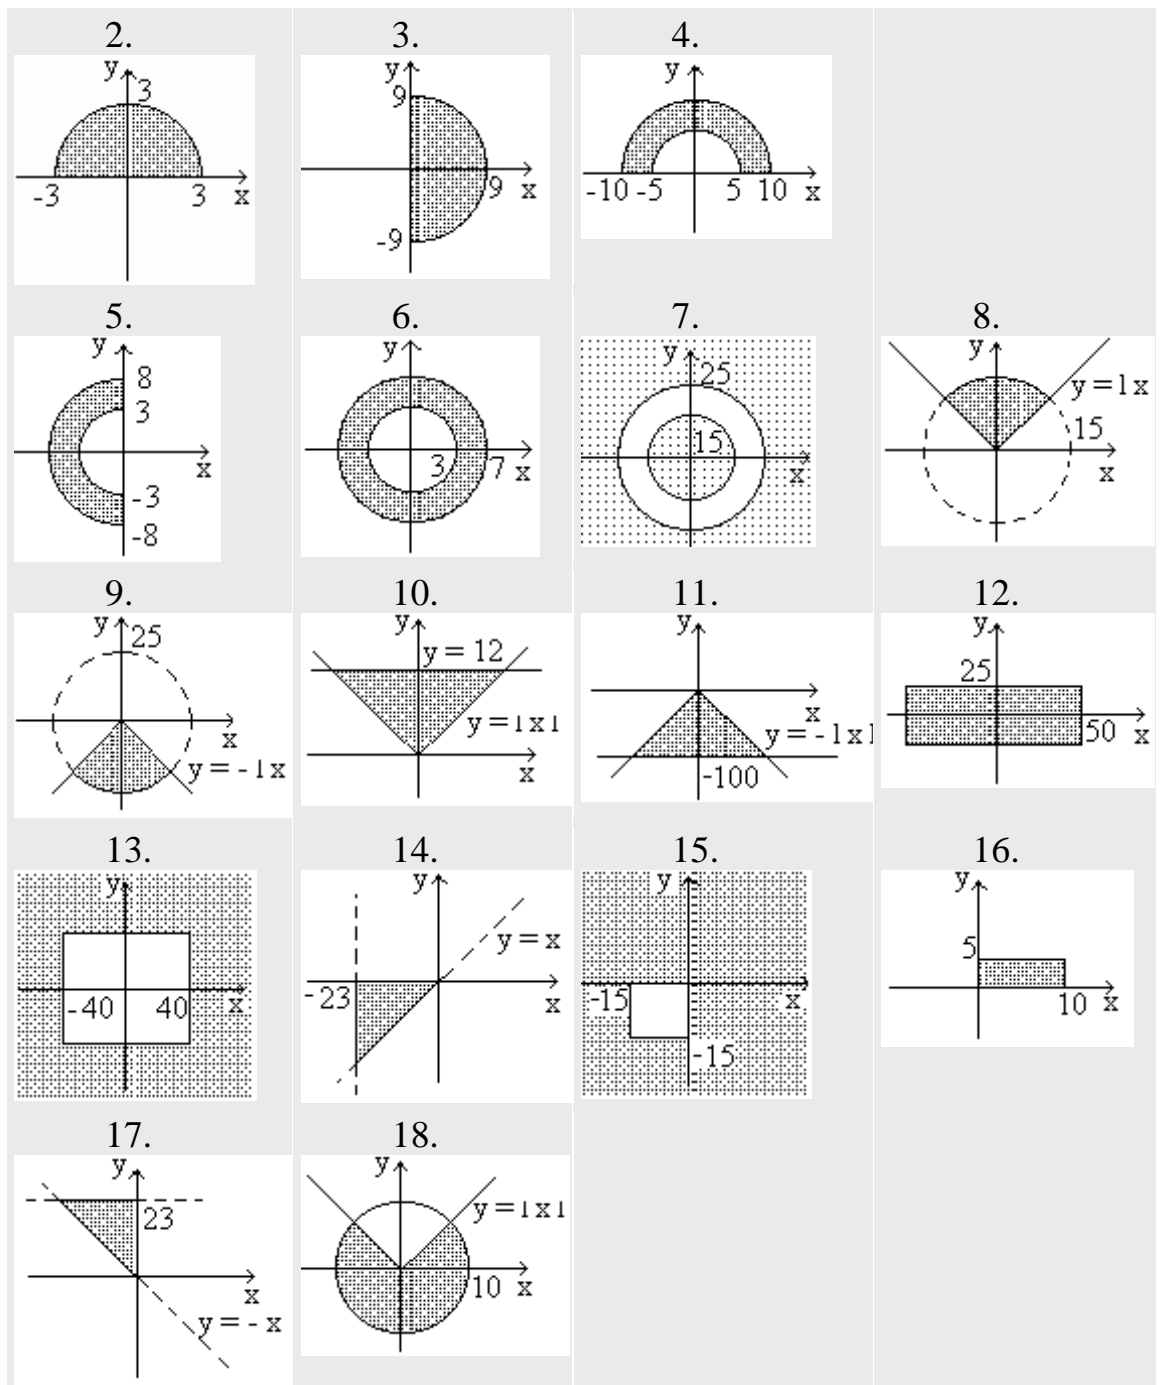 2. 3. 4.
y 3 -3 3 x
y 9 9 x -9
y -10 -5 5 10 x
5. 6. 7. 8.
y 8 3 x -3 -8
y 3 7 x
y 25 15 x
y y = | x 15 x
9. 10. 11. 12.
y 25 x y = - | x
y y = 12 y = | x | x
y x y = - | x | -100
y 25 50 x
13. 14. 15. 16.
y -40 40 x
y y = x -23 x
y -15 x -15
y 5 10 x
17. 18.
y 23 x y = - x
y y = | x | 10 x